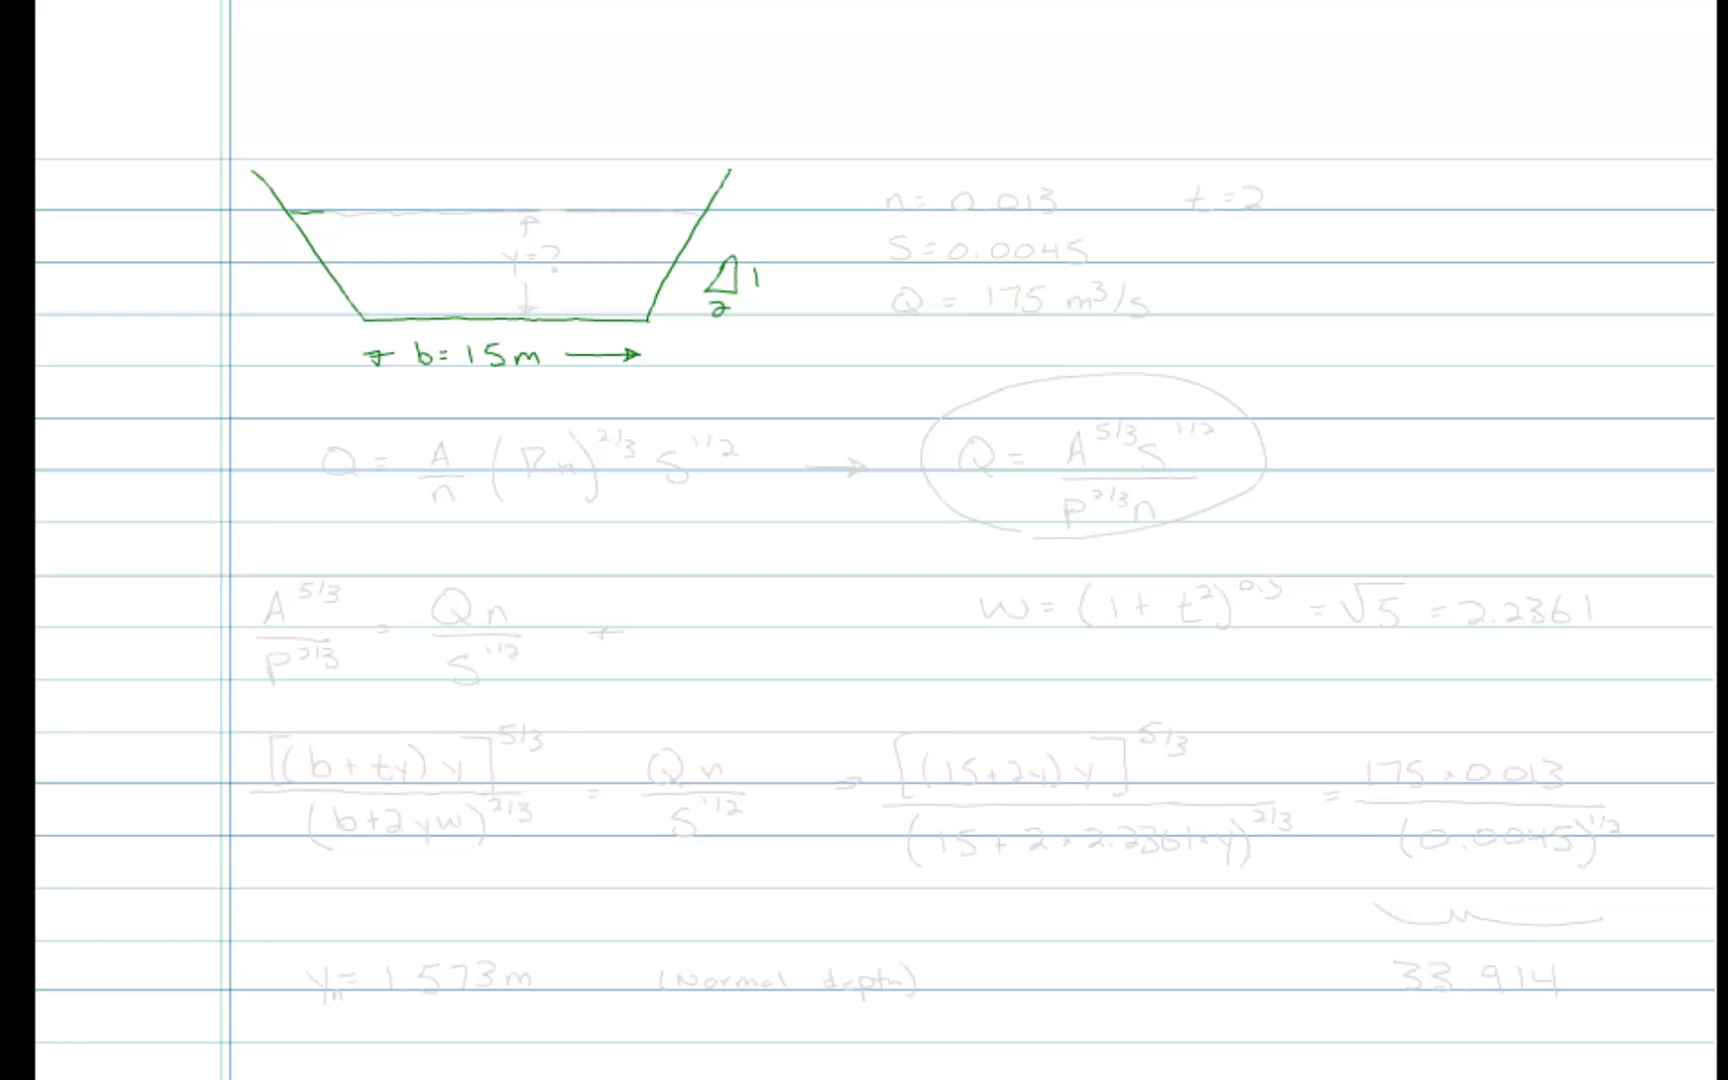 n = 0.013 t = 2
S = 0.0045
Q = 175 m³/s
y = ?
1
2
b = 15 m
Q = A/n (Rh)^2/3 S^1/2 → Q = A^5/3 S^1/2 / P^2/3 n
A^5/3 / P^2/3 = Qn / S^1/2
W = (1 + t²)^0.5 = √5 = 2.2361
[(b+ty) y]^5/3 / (b+2yw)^2/3 = Qn / S^1/2 ⇒ [(15+2y) y]^5/3 / (15 + 2 × 2.2361 × y)^2/3 = 175 × 0.013 / (0.0045)^1/2
yn = 1.573 m (Normal depth) 33.914